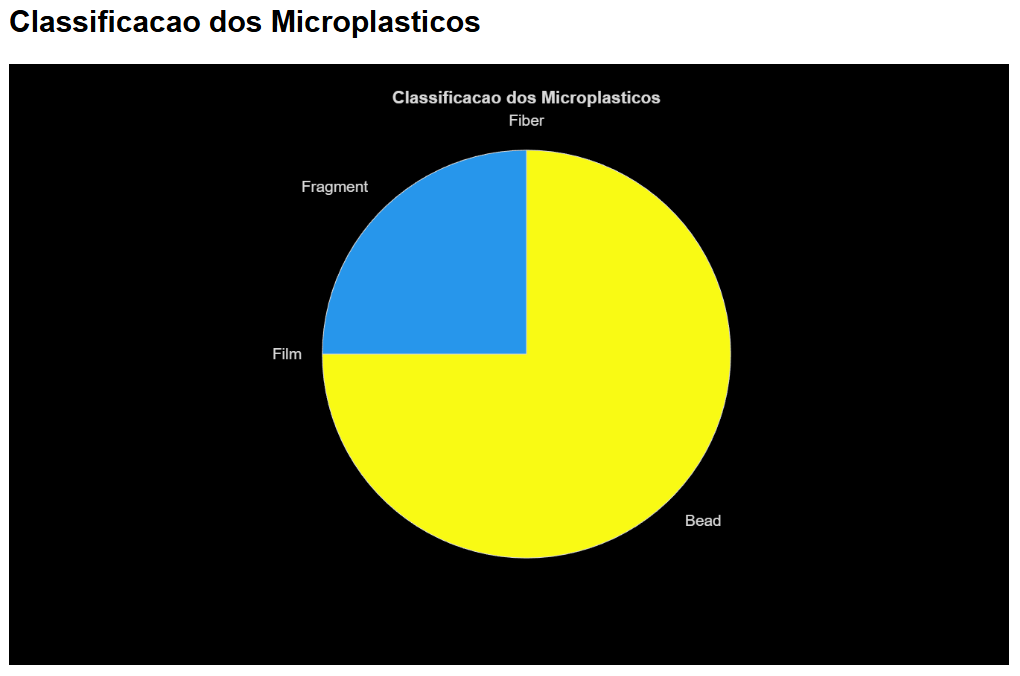 Classificacao dos Microplasticos
Classificacao dos Microplasticos
Fiber
Fragment
Film
Bead